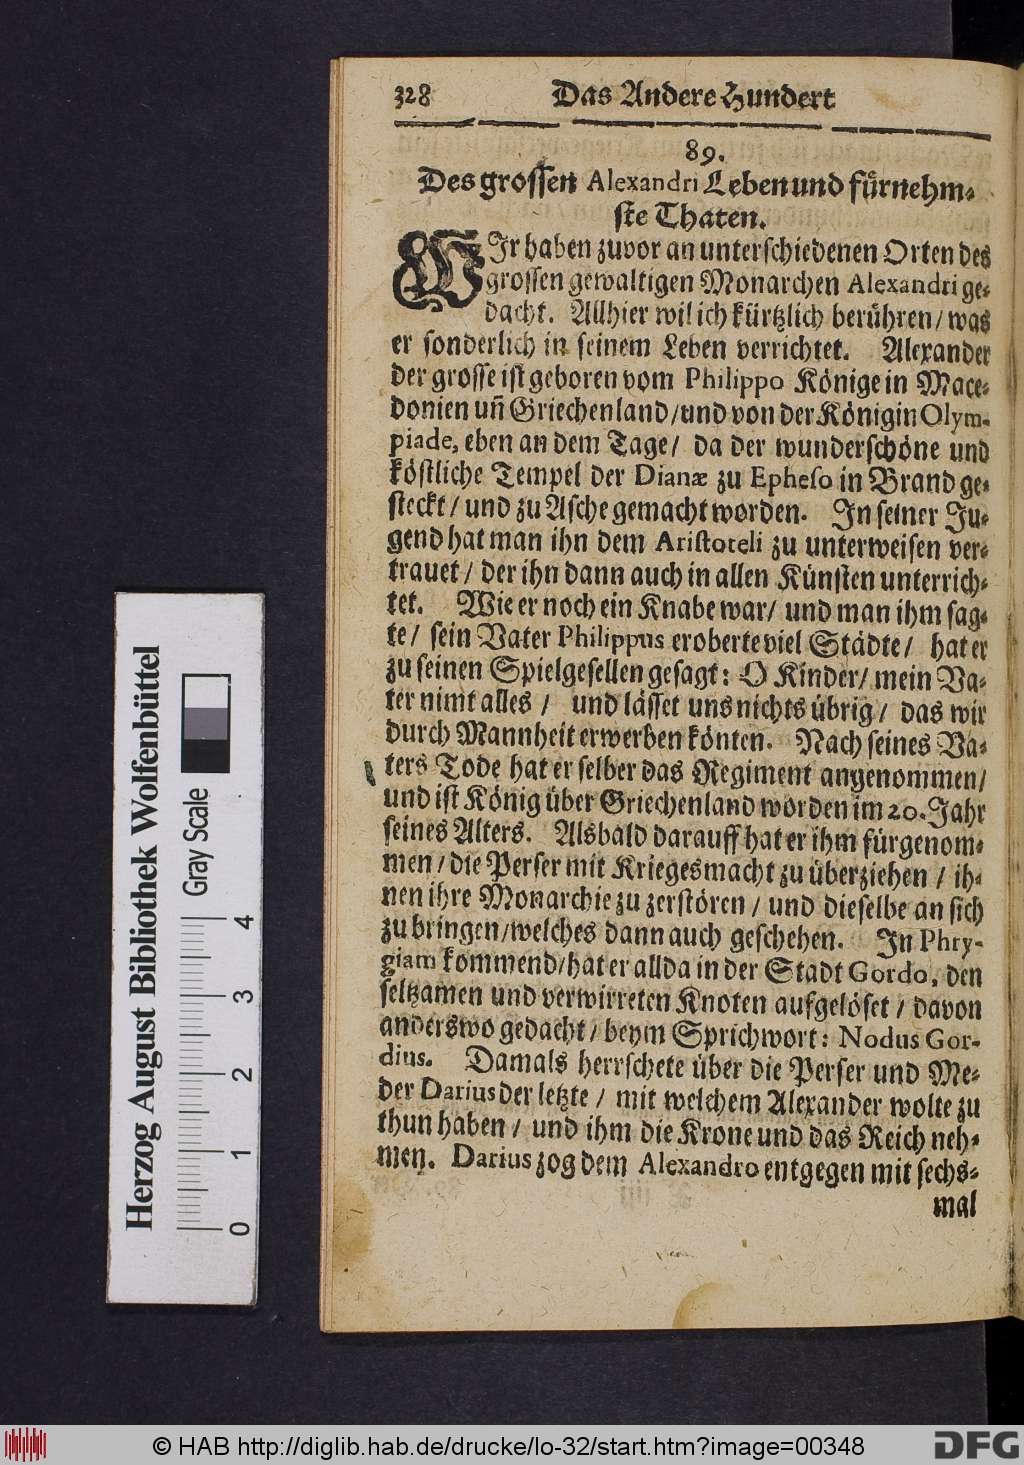 328 Das Andere Hundert
89.
Des grossen Alexandri Leben und fürnehm⸗
ste Thaten.
WIr haben zuvor an unterschiedenen Orten des
grossen gewaltigen Monarchen Alexandri ge⸗
dacht. Allhier wil ich kürtzlich berühren / was
er sonderlich in seinem Leben verrichtet. Alexander
der grosse ist geboren vom Philippo Könige in Mace⸗
donien uñ Griechenland / und von der Königin Olym-
piade, eben an dem Tage / da der wunderschöne und
köstliche Tempel der Dianæ zu Epheso in Brand ge⸗
steckt / und zu Asche gemacht worden. In seiner Ju⸗
gend hat man ihn dem Aristoteli zu unterweisen ver⸗
trauet / der ihn dann auch in allen Künsten unterrich⸗
tet. Wie er noch ein Knabe war / und man ihm sag⸗
te / sein Vater Philippus eroberte viel Städte / hat er
zu seinen Spielgesellen gesagt: O Kinder / mein Va⸗
ter nimt alles / und lässet uns nichts übrig / das wir
durch Mannheit erwerben könten. Nach seines Va⸗
ters Tode hat er selber das Regiment angenommen /
und ist König über Griechenland worden im 20. Jahr
seines Alters. Alsbald darauff hat er ihm fürgenom⸗
men / die Perser mit Kriegesmacht zu überziehen / ih⸗
nen ihre Monarchie zu zerstören / und dieselbe an sich
zu bringen / welches dann auch geschehen. In Phry-
giam kommend / hat er allda in der Stadt Gordo, den
seltzamen und verwirreten Knoten aufgelöset / davon
anderswo gedacht / beym Sprichwort: Nodus Gor-
dius. Damals herrschete über die Perser und Me⸗
der Darius der letzte / mit welchem Alexander wolte zu
thun haben / und ihm die Krone und das Reich neh⸗
men. Darius zog dem Alexandro entgegen mit sechs⸗
mal
Herzog August Bibliothek Wolfenbüttel
Gray Scale
0 1 2 3 4
© HAB http://diglib.hab.de/drucke/lo-32/start.htm?image=00348
DFG